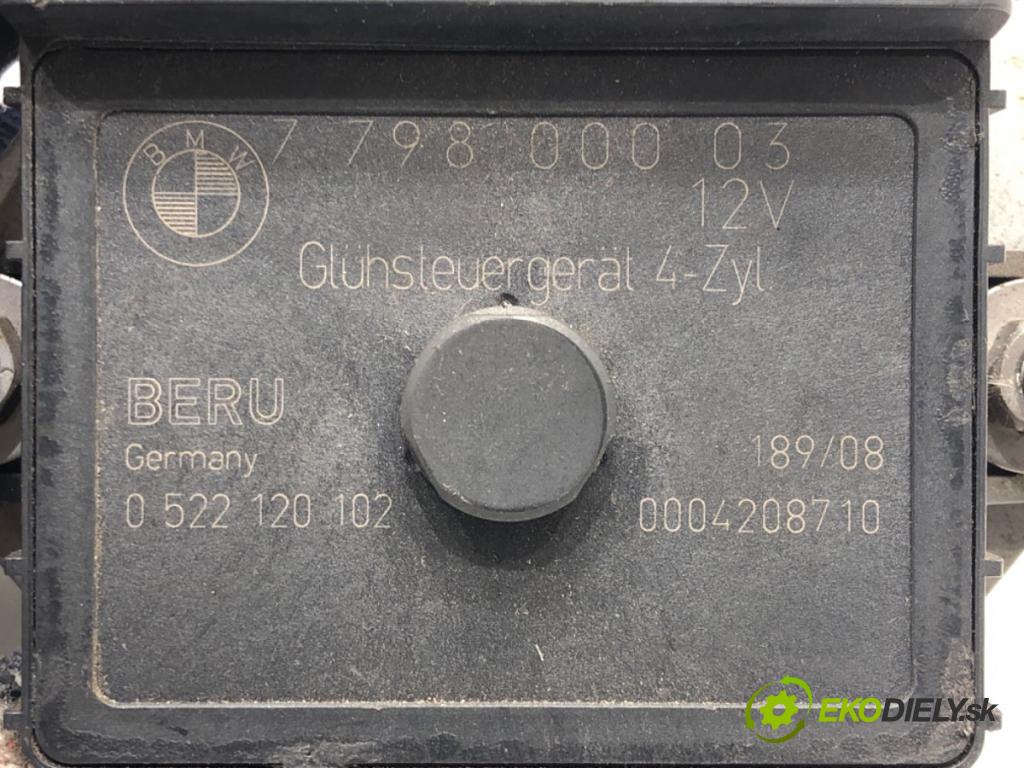 BMW
7 798 000 03
12V
Glühsteuergerät 4-Zyl
BERU
Germany
189/08
0 522 120 102
0004208710
EKODIELY.sk